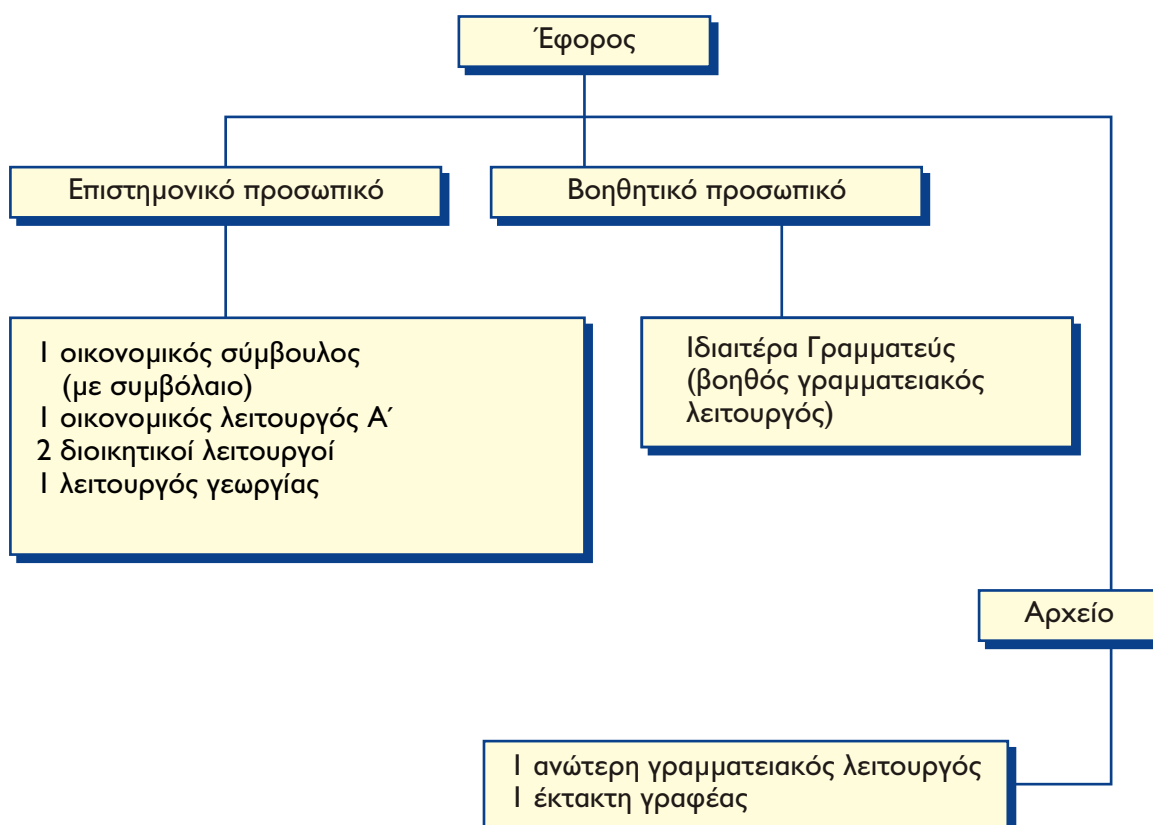 Έφορος
Επιστημονικό προσωπικό
Βοηθητικό προσωπικό
1 οικονομικός σύμβουλος
(με συμβόλαιο)
1 οικονομικός λειτουργός Α΄
2 διοικητικοί λειτουργοί
1 λειτουργός γεωργίας
Ιδιαιτέρα Γραμματεύς
(βοηθός γραμματειακός
λειτουργός)
Αρχείο
1 ανώτερη γραμματειακός λειτουργός
1 έκτακτη γραφέας